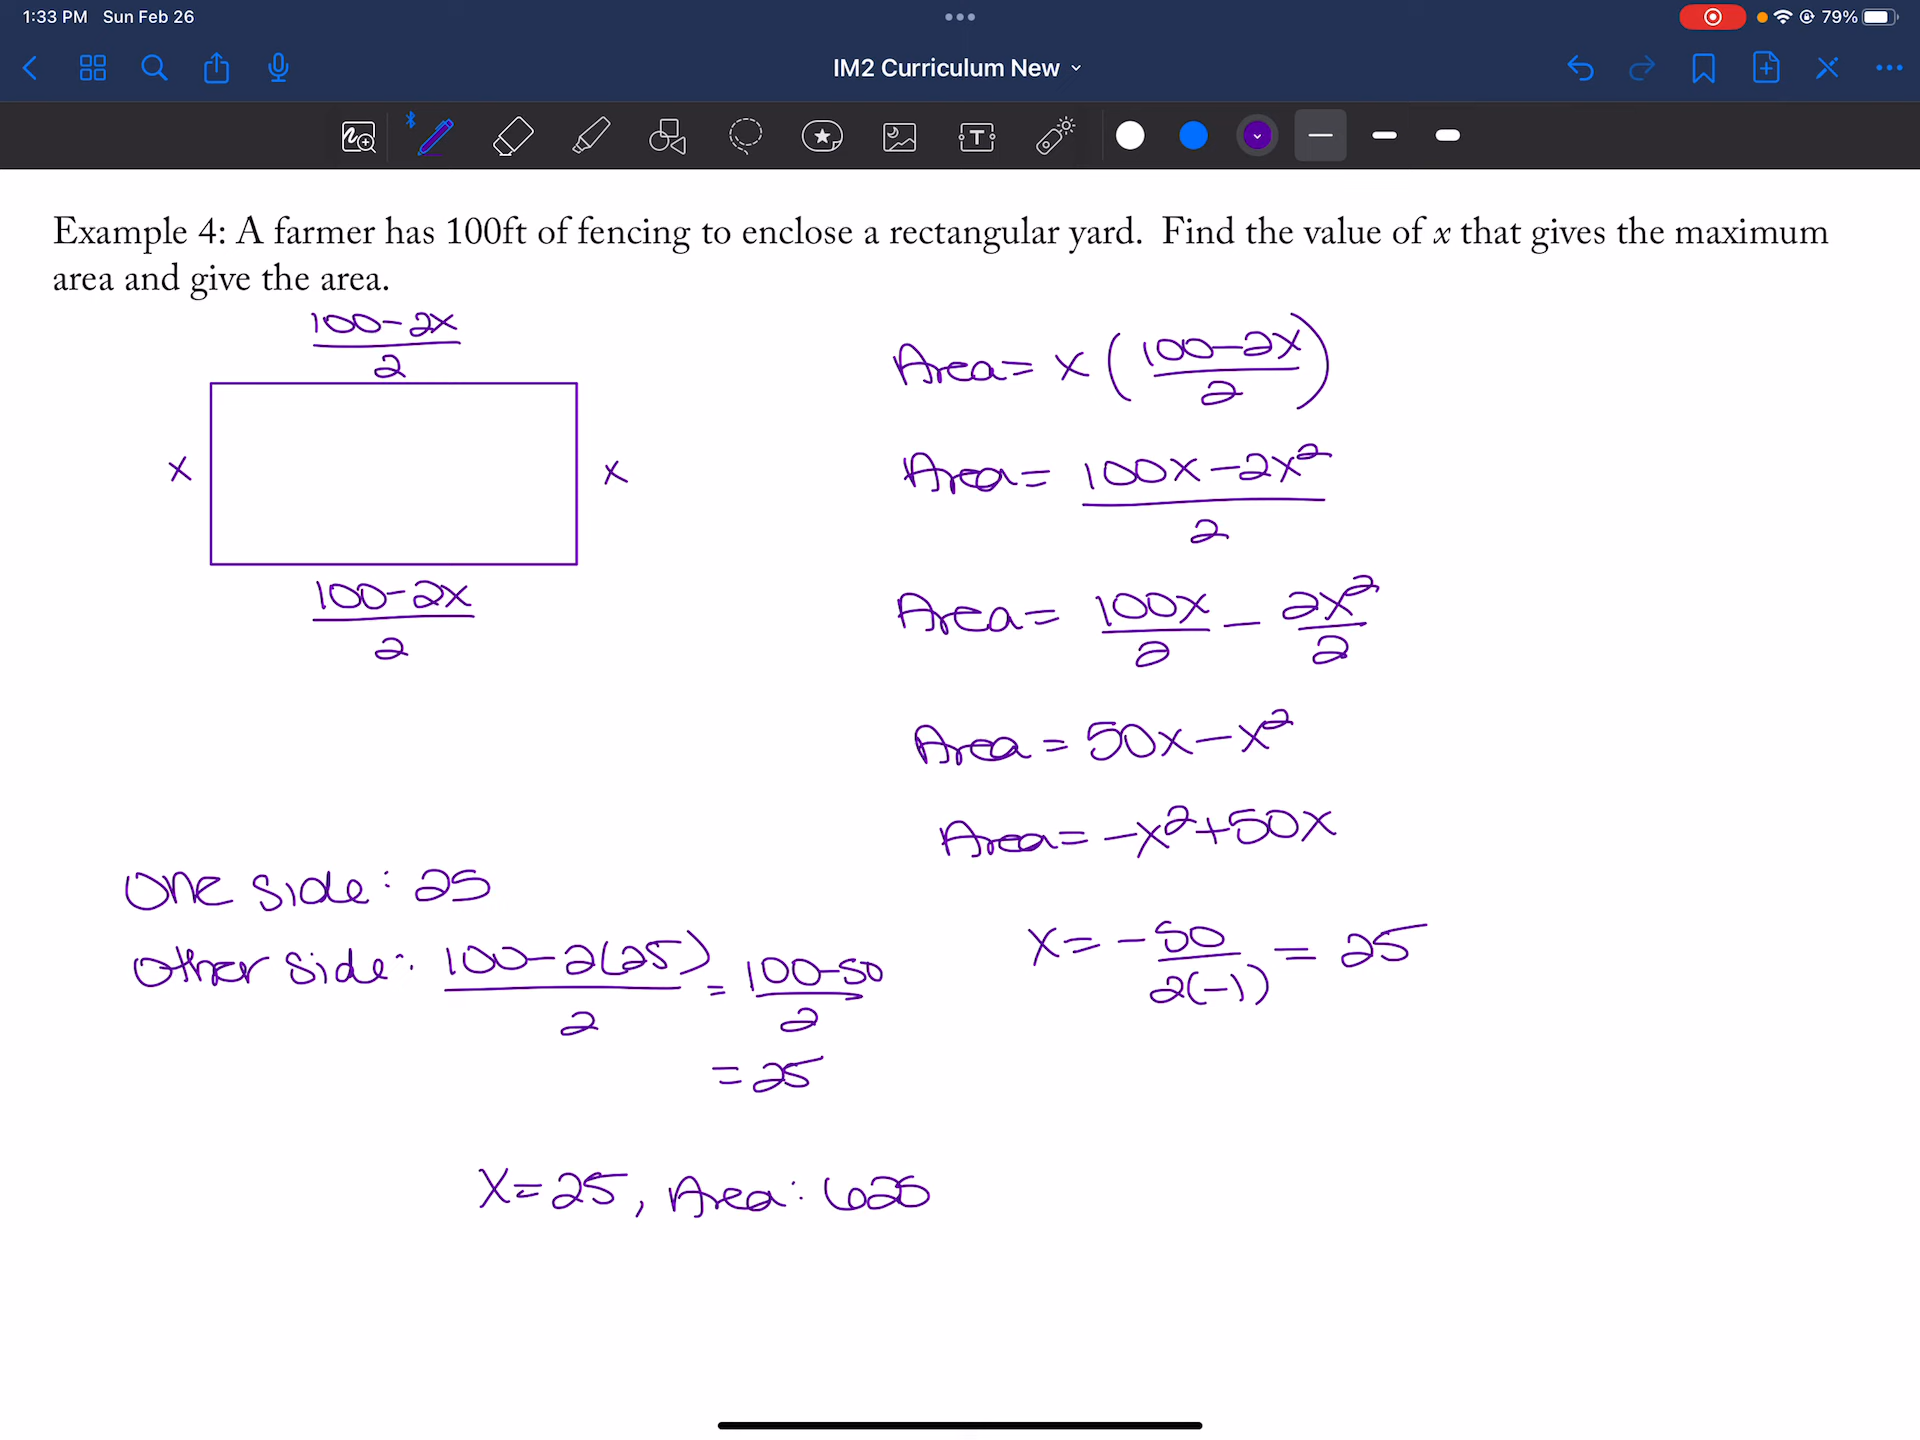 1:33 PM Sun Feb 26
79%
IM2 Curriculum New
Example 4: A farmer has 100ft of fencing to enclose a rectangular yard. Find the value of x that gives the maximum
area and give the area.
100-2x
2
x
x
100-2x
2
Area = x (100-2x / 2)
Area = 100x-2x² / 2
Area = 100x/2 - 2x²/2
Area = 50x-x²
Area = -x²+50x
x = -50 / 2(-1) = 25
One side: 25
Other side: 100-2(25) / 2 = 100-50 / 2
= 25
x=25, Area: 625